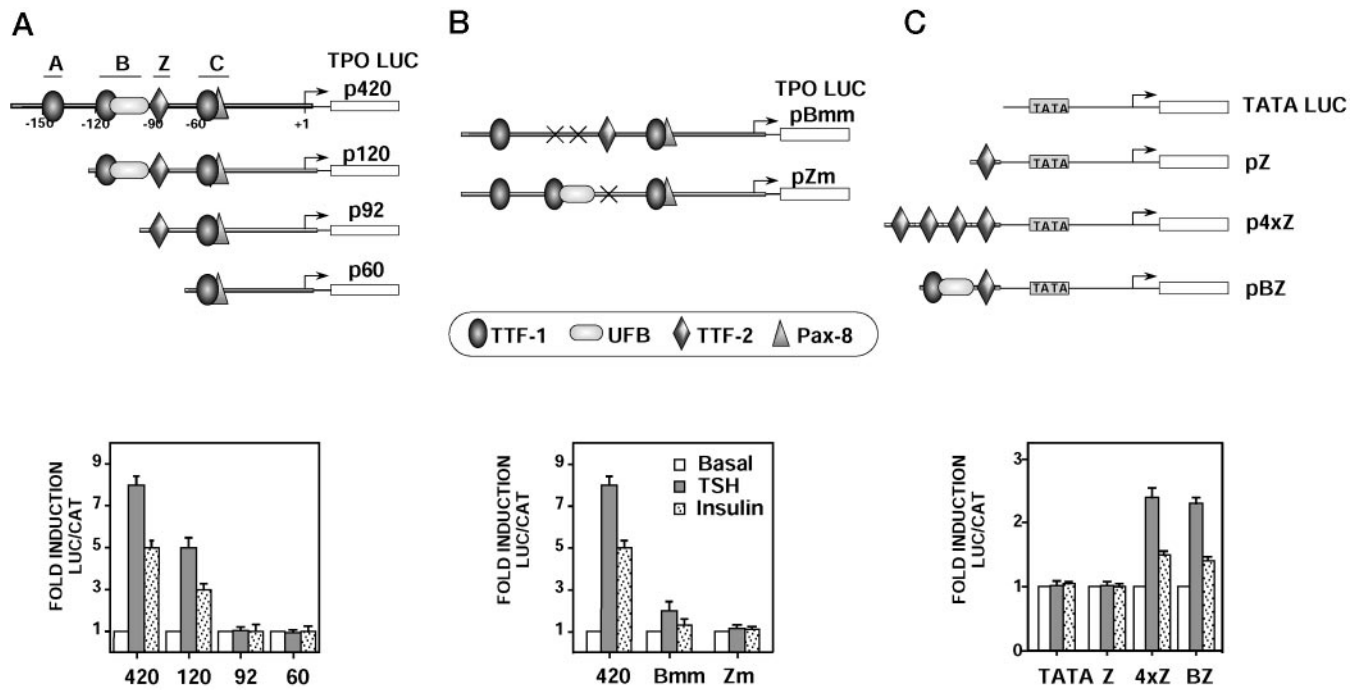 A
A B Z C TPO LUC
p420
-150 -120 -90 -60 +1
p120
p92
p60
B
TPO LUC
pBmm
pZm
C
TATA TATA LUC
TATA pZ
TATA p4xZ
TATA pBZ
TTF-1 UFB TTF-2 Pax-8
FOLD INDUCTION
LUC/CAT
9
7
5
3
1
420 120 92 60
FOLD INDUCTION
LUC/CAT
9
7
5
3
1
Basal
TSH
Insulin
420 Bmm Zm
FOLD INDUCTION
LUC/CAT
3
2
1
0
TATA Z 4xZ BZ